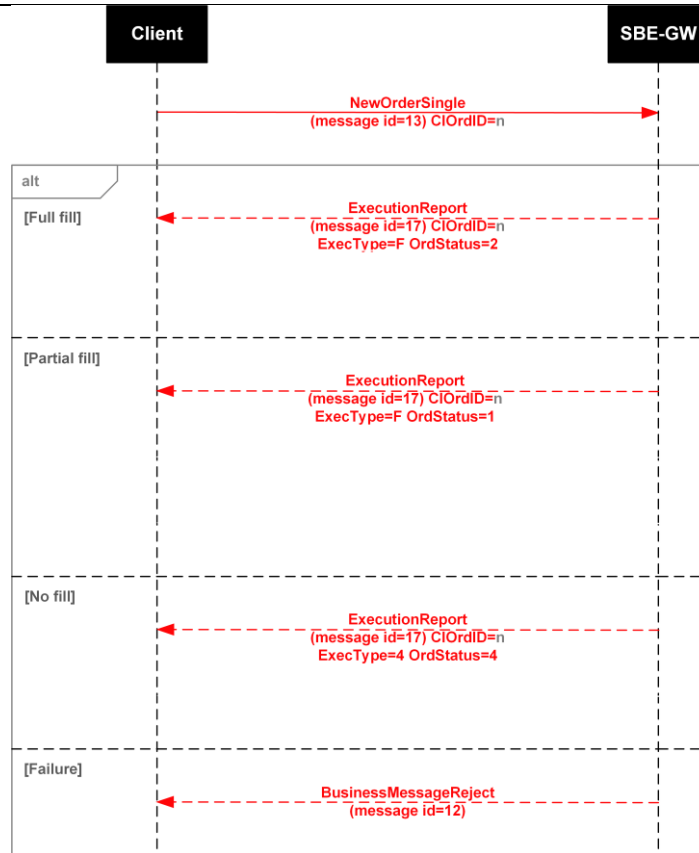 Client
SBE-GW
NewOrderSingle
(message id=13) ClOrdID=n
alt
[Full fill]
ExecutionReport
(message id=17) ClOrdID=n
ExecType=F OrdStatus=2
[Partial fill]
ExecutionReport
(message id=17) ClOrdID=n
ExecType=F OrdStatus=1
[No fill]
ExecutionReport
(message id=17) ClOrdID=n
ExecType=4 OrdStatus=4
[Failure]
BusinessMessageReject
(message id=12)